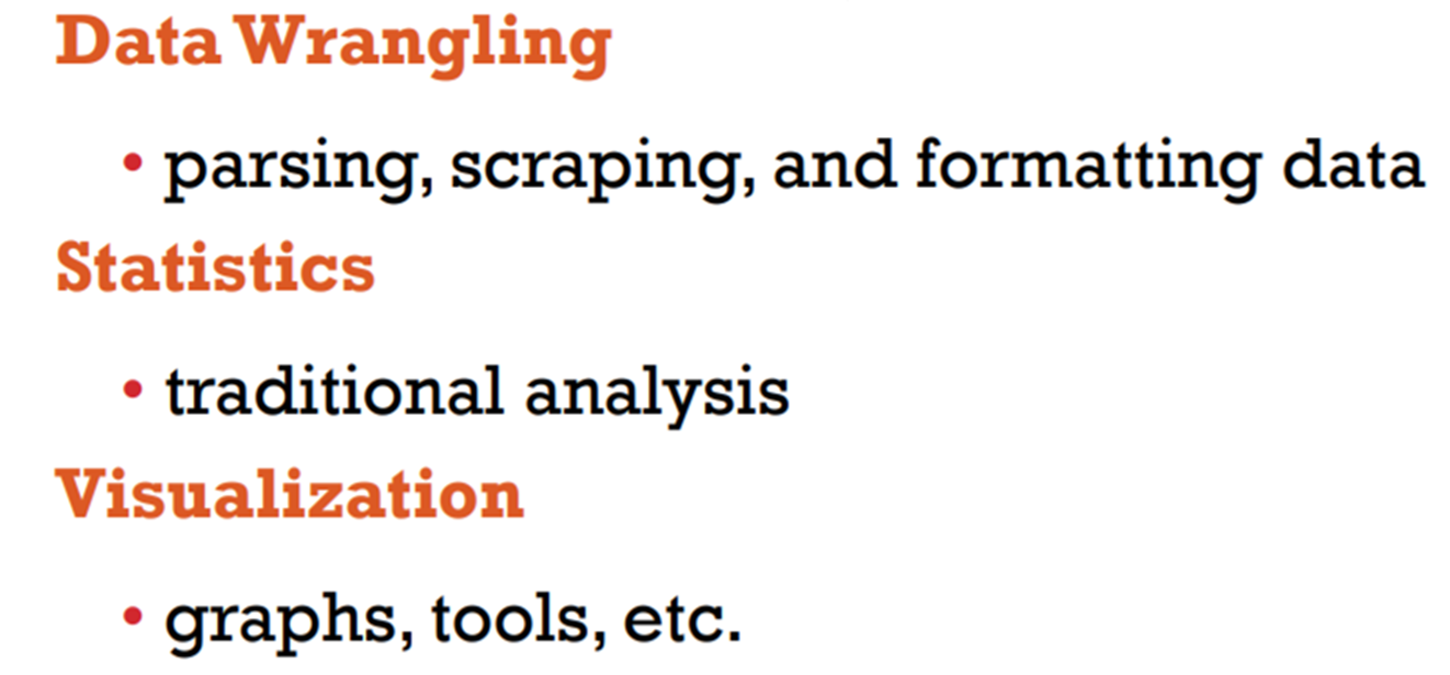 Data Wrangling
• parsing, scraping, and formatting data
Statistics
• traditional analysis
Visualization
• graphs, tools, etc.